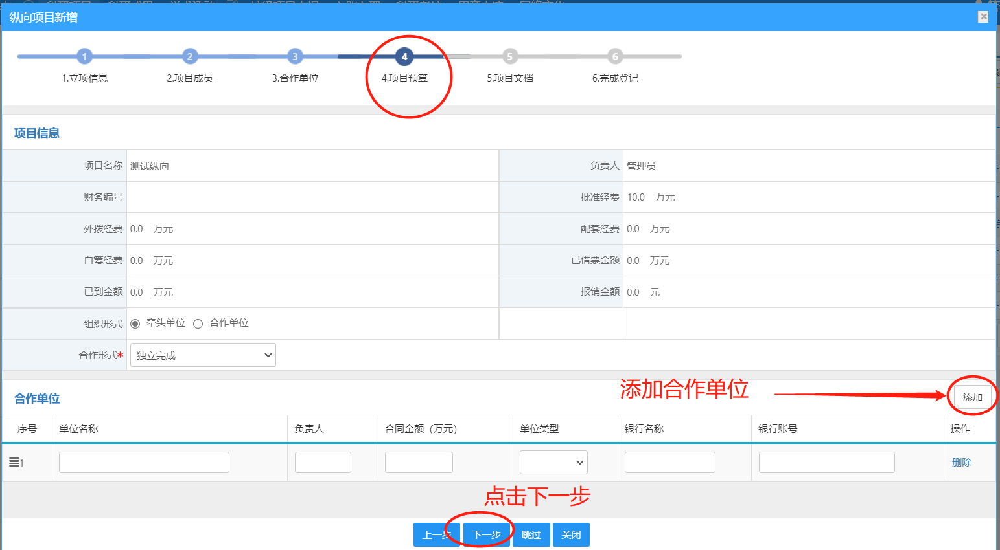 纵向项目新增
1 2 3 4 5 6
1.立项信息 2.项目成员 3.合作单位 4.项目预算 5.项目文档 6.完成登记
项目信息
项目名称 测试纵向 负责人 管理员
财务编号 批准经费 10.0 万元
外拨经费 0.0 万元 配套经费 0.0 万元
自筹经费 0.0 万元 已借票金额 0.0 万元
已到金额 0.0 万元 报销金额 0.0 元
组织形式 牵头单位 合作单位
合作形式* 独立完成
添加合作单位
合作单位 添加
序号 单位名称 负责人 合同金额（万元） 单位类型 银行名称 银行账号 操作
1 删除
点击下一步
上一步 下一步 跳过 关闭